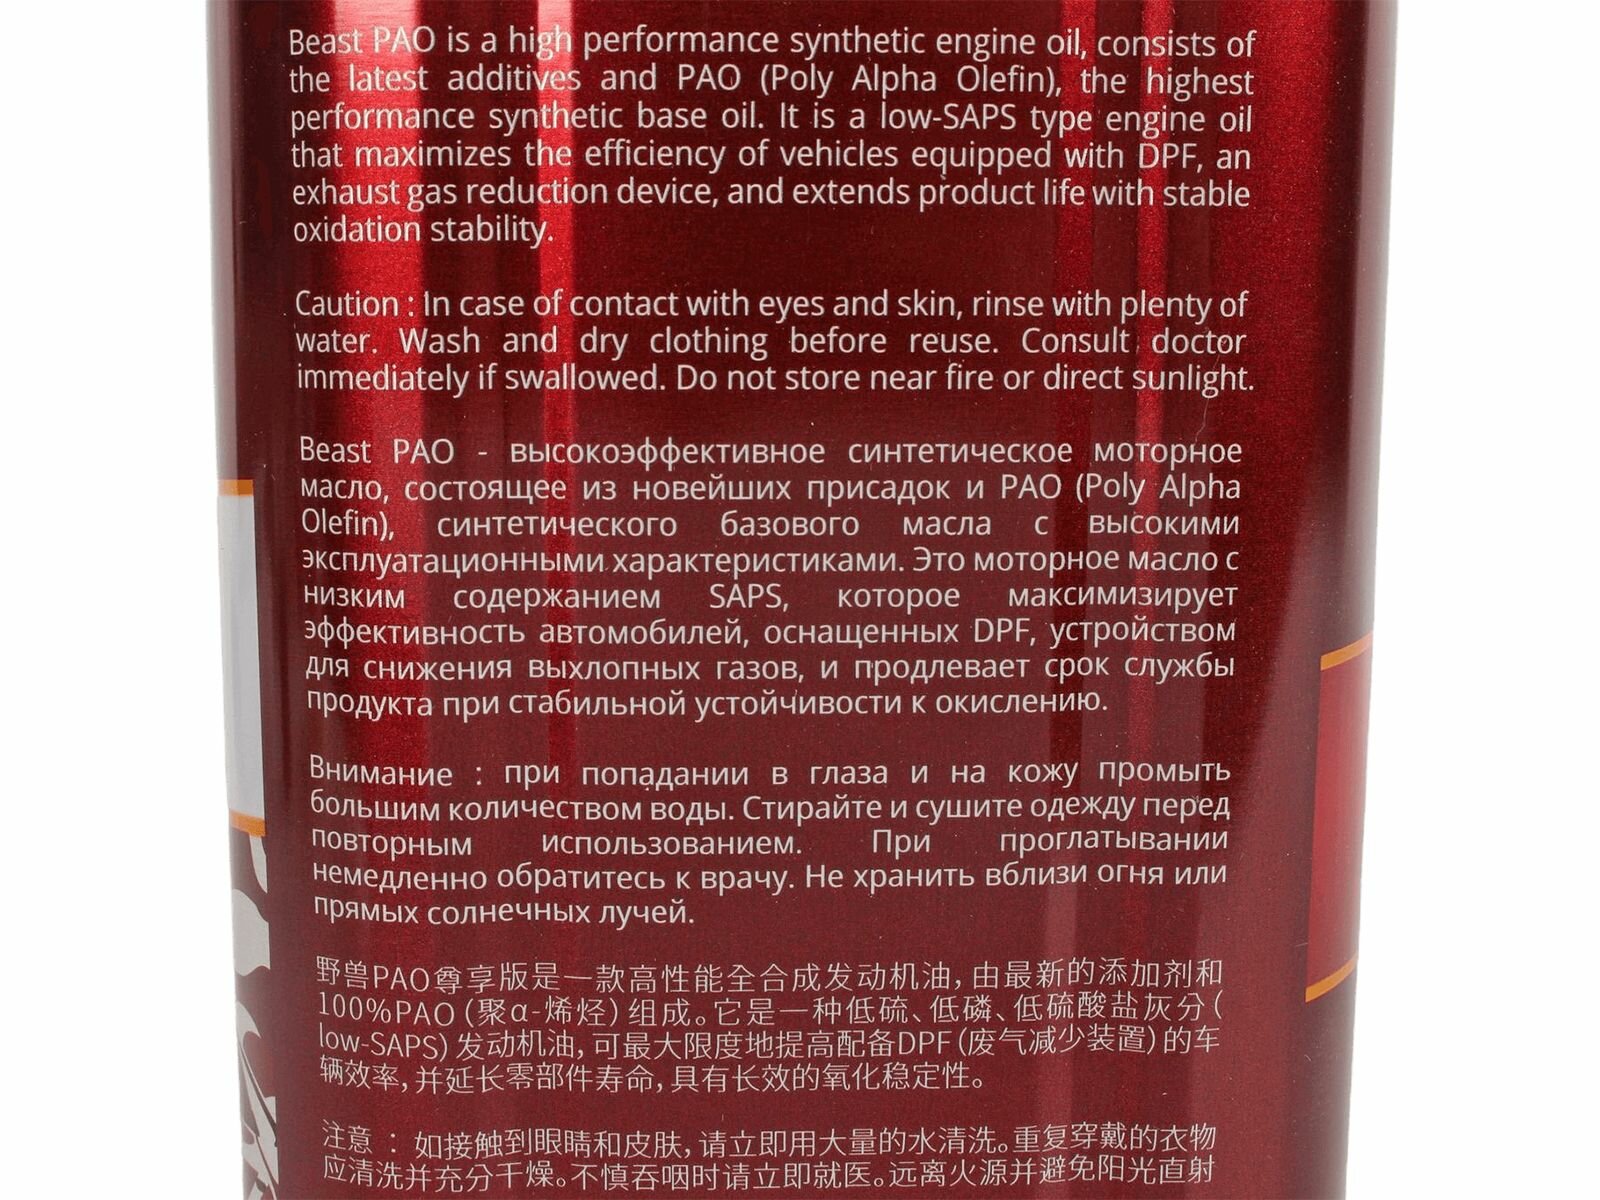 Beast PAO is a high performance synthetic engine oil, consists of
the latest additives and PAO (Poly Alpha Olefin), the highest
performance synthetic base oil. It is a low-SAPS type engine oil
that maximizes the efficiency of vehicles equipped with DPF, an
exhaust gas reduction device, and extends product life with stable
oxidation stability.
Caution : In case of contact with eyes and skin, rinse with plenty of
water. Wash and dry clothing before reuse. Consult doctor
immediately if swallowed. Do not store near fire or direct sunlight.
Beast PAO - высокоэффективное синтетическое моторное
масло, состоящее из новейших присадок и PAO (Poly Alpha
Olefin), синтетического базового масла с высокими
эксплуатационными характеристиками. Это моторное масло с
низким содержанием SAPS, которое максимизирует
эффективность автомобилей, оснащенных DPF, устройством
для снижения выхлопных газов, и продлевает срок службы
продукта при стабильной устойчивости к окислению.
Внимание : при попадании в глаза и на кожу промыть
большим количеством воды. Стирайте и сушите одежду перед
повторным использованием. При проглатывании
немедленно обратитесь к врачу. Не хранить вблизи огня или
прямых солнечных лучей.
野兽PAO尊享版是一款高性能全合成发动机油，由最新的添加剂和
100%PAO（聚α-烯烃）组成。它是一种低硫、低磷、低硫酸盐灰分（
low-SAPS）发动机油，可最大限度地提高配备DPF（废气减少装置）的车
辆效率，并延长零部件寿命，具有长效的氧化稳定性。
注意 ： 如接触到眼睛和皮肤，请立即用大量的水清洗。重复穿戴的衣物
应清洗并充分干燥。不慎吞咽时请立即就医。远离火源并避免阳光直射